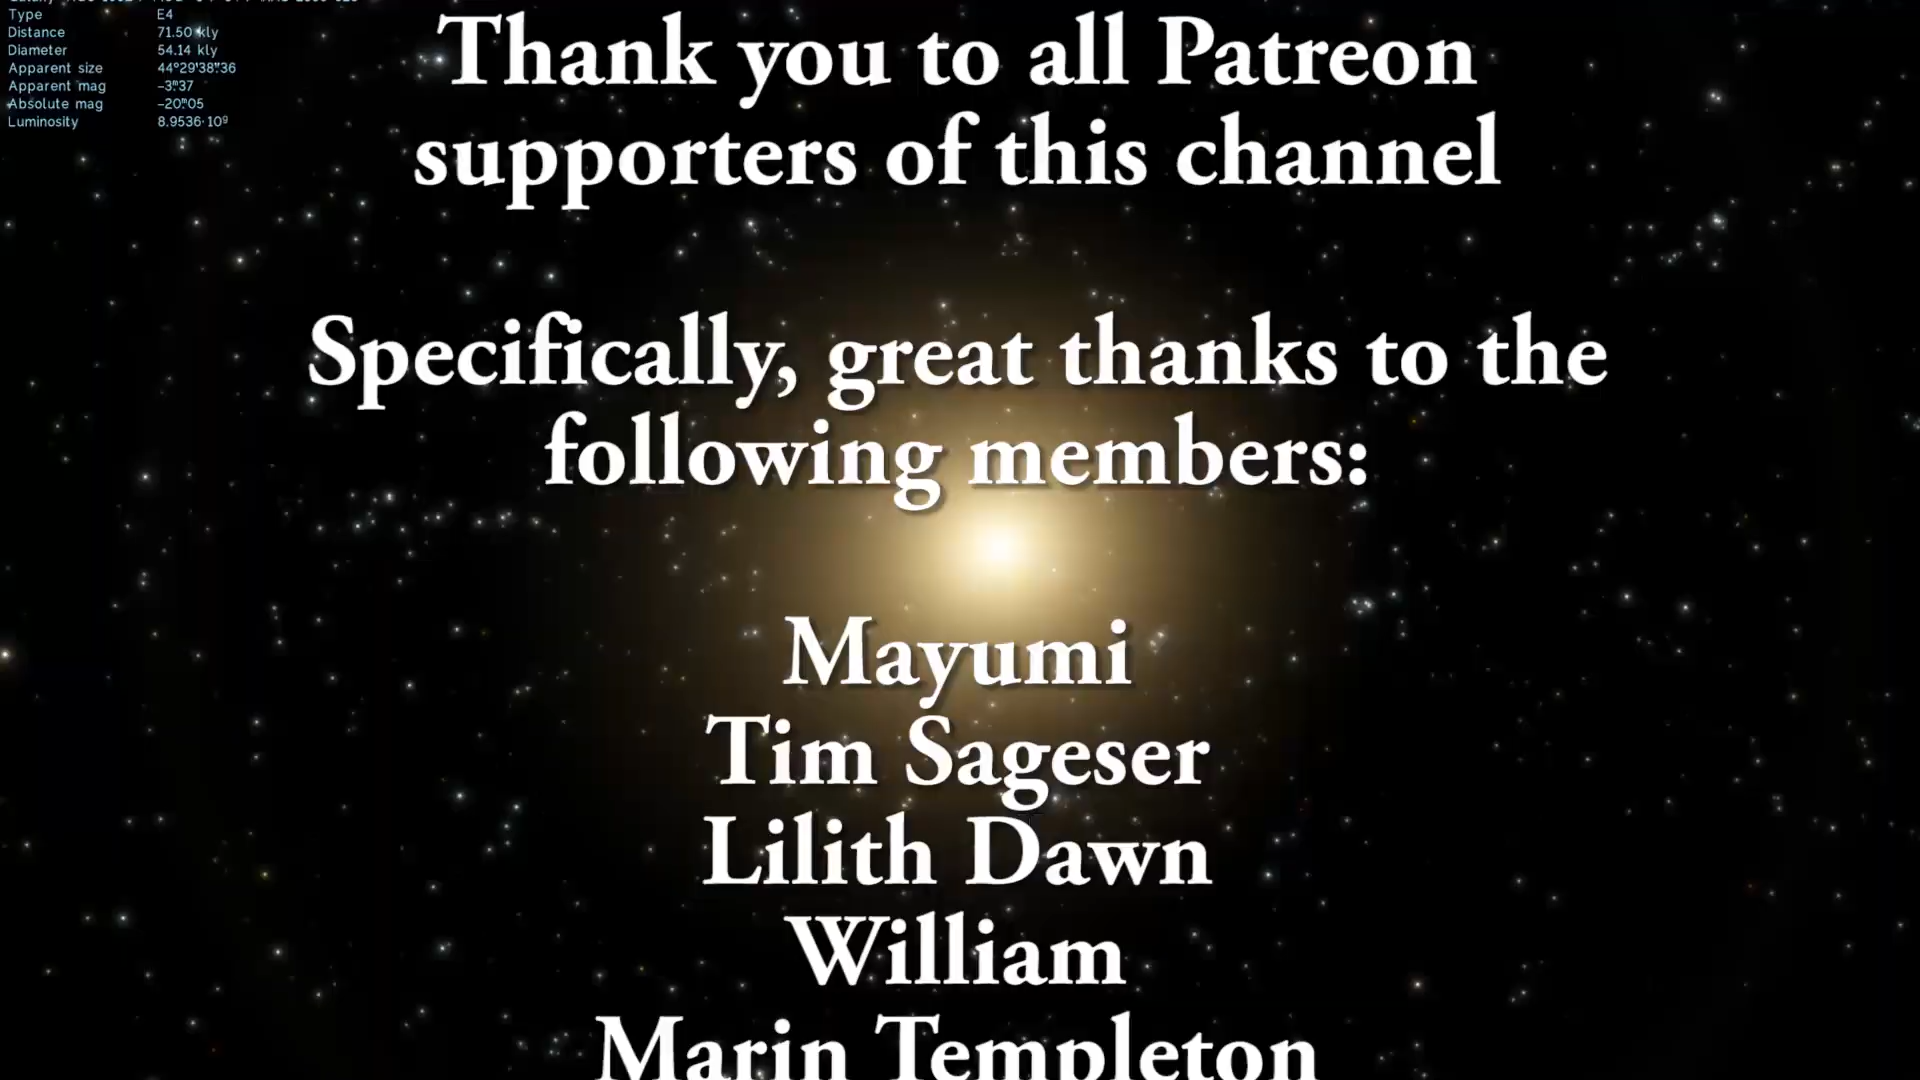 Type E4
Distance 71.50 kly
Diameter 54.14 kly
Apparent size 44°29'38."36
Apparent mag −3.ᵐ37
Absolute mag −20.ᵐ05
Luminosity 8.9536·10⁹
Thank you to all Patreon
supporters of this channel
Specifically, great thanks to the
following members:
Mayumi
Tim Sageser
Lilith Dawn
William
Marin Templeton